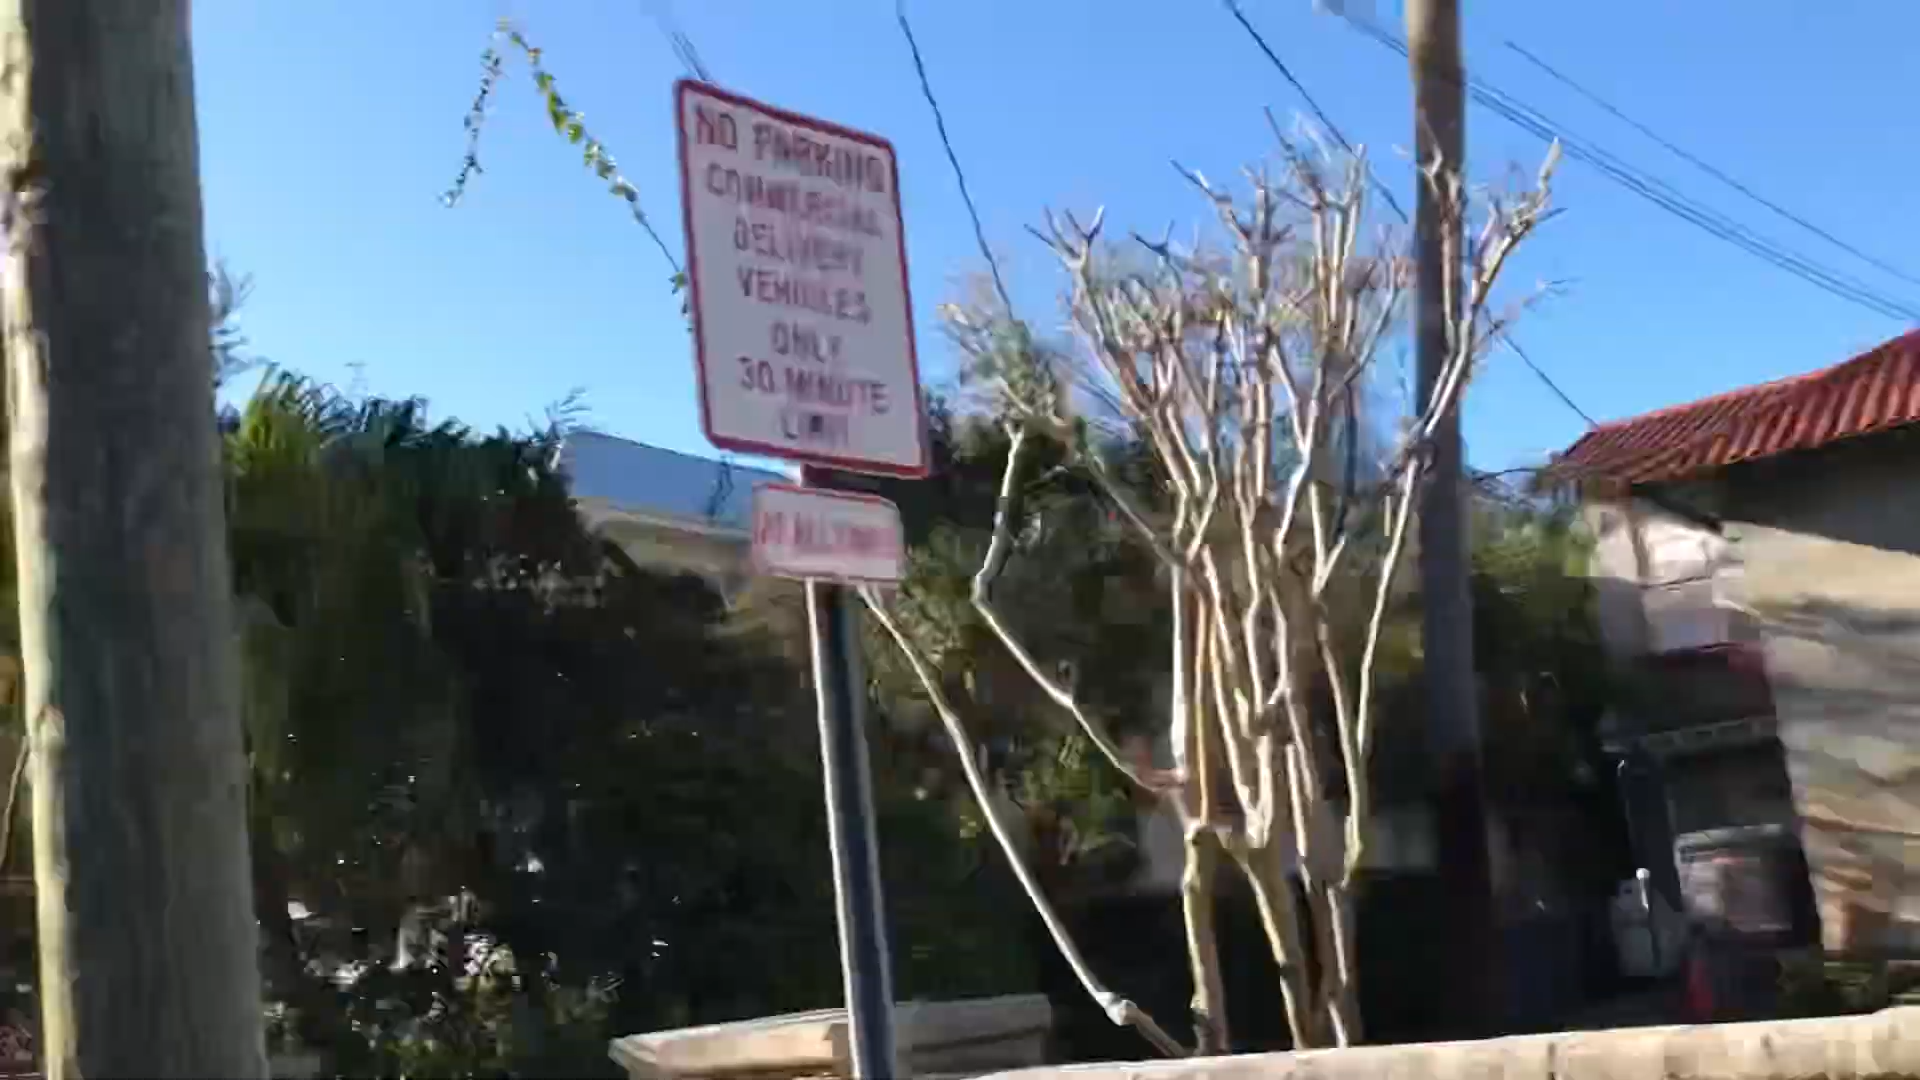 NO PARKING
COMMERCIAL
DELIVERY
VEHICLES
ONLY
30 MINUTE
LIMIT